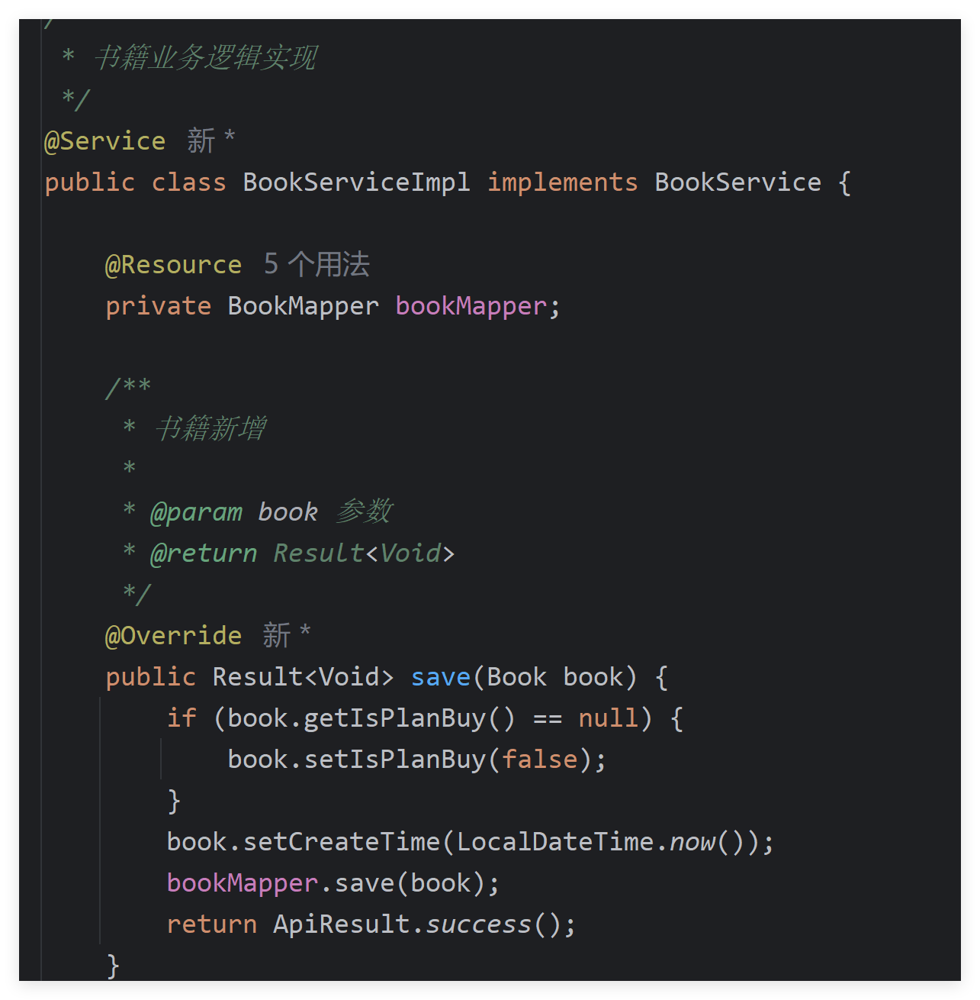 /
 * 书籍业务逻辑实现
 */
@Service 新 *
public class BookServiceImpl implements BookService {
    @Resource 5 个用法
    private BookMapper bookMapper;
    /**
     * 书籍新增
     *
     * @param book 参数
     * @return Result<Void>
     */
    @Override 新 *
    public Result<Void> save(Book book) {
        if (book.getIsPlanBuy() == null) {
            book.setIsPlanBuy(false);
        }
        book.setCreateTime(LocalDateTime.now());
        bookMapper.save(book);
        return ApiResult.success();
    }